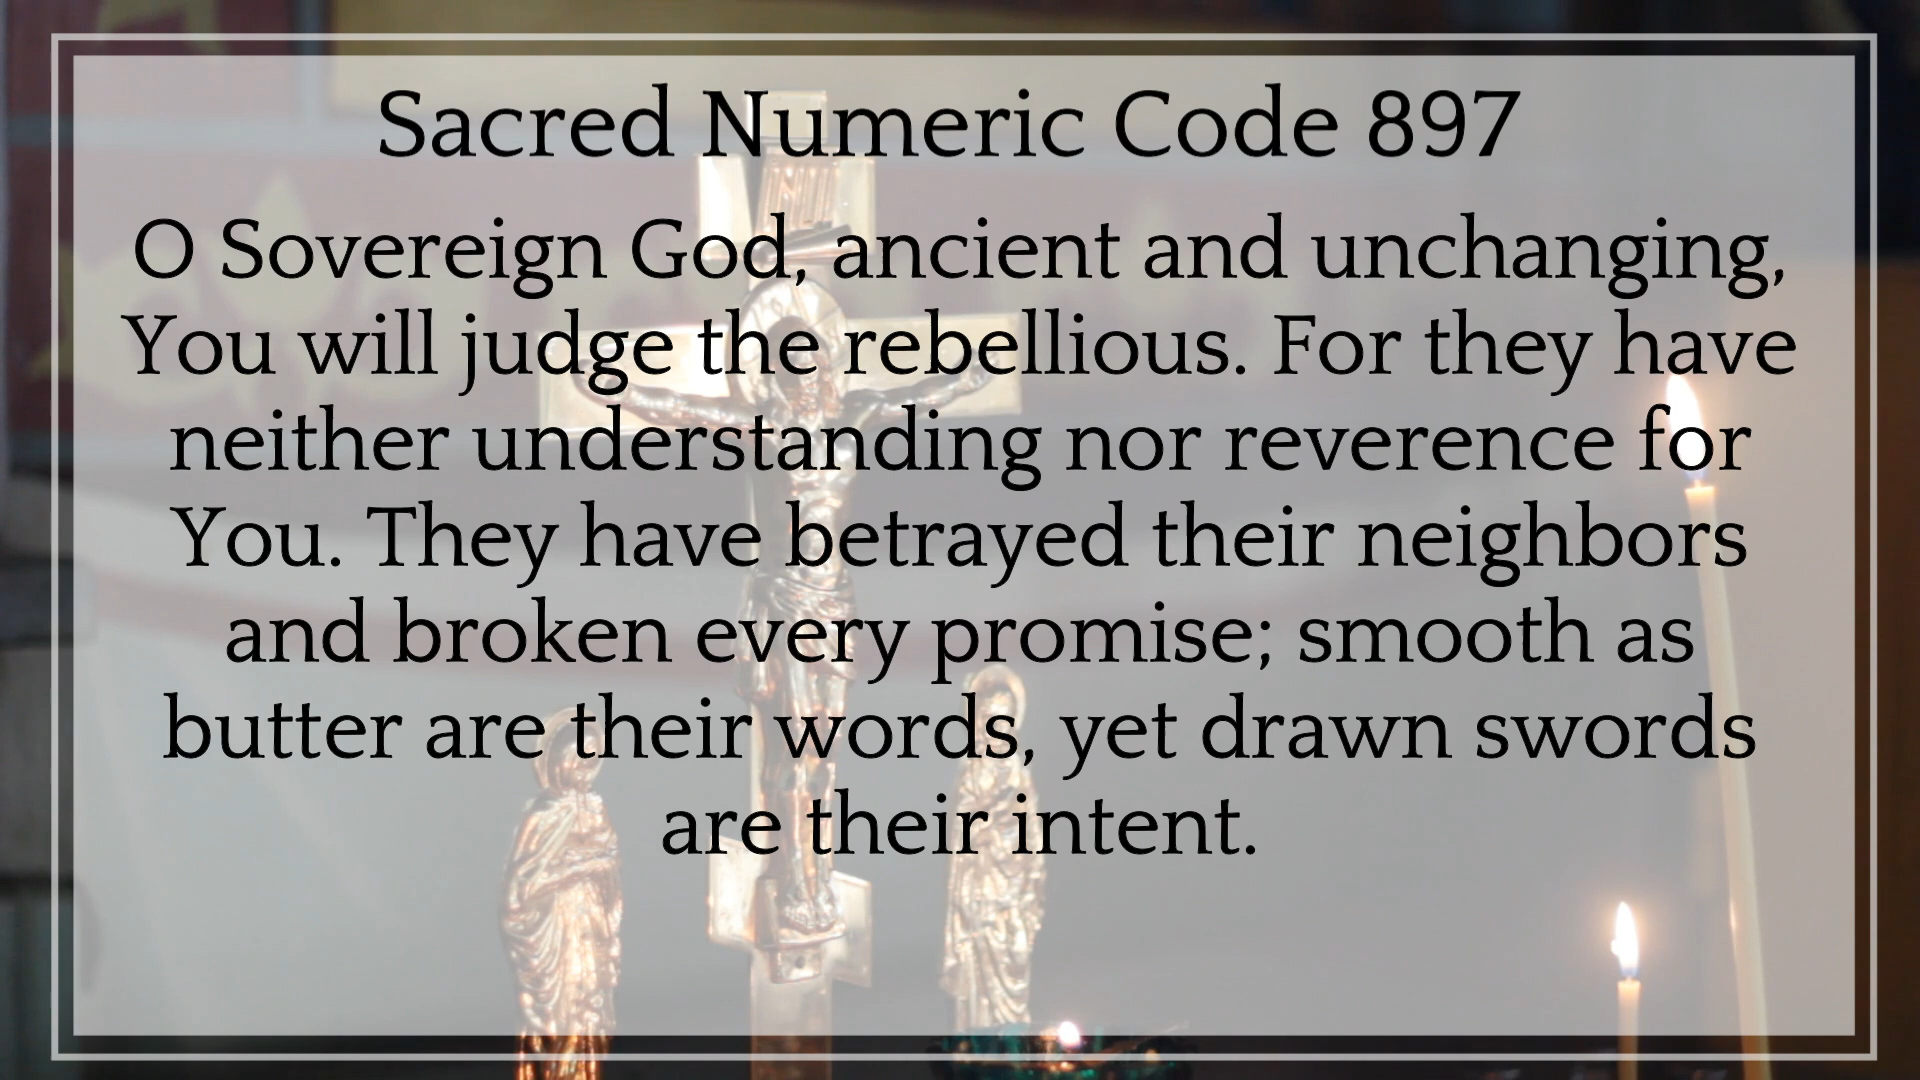 Sacred Numeric Code 897
O Sovereign God, ancient and unchanging,
You will judge the rebellious. For they have
neither understanding nor reverence for
You. They have betrayed their neighbors
and broken every promise; smooth as
butter are their words, yet drawn swords
are their intent.